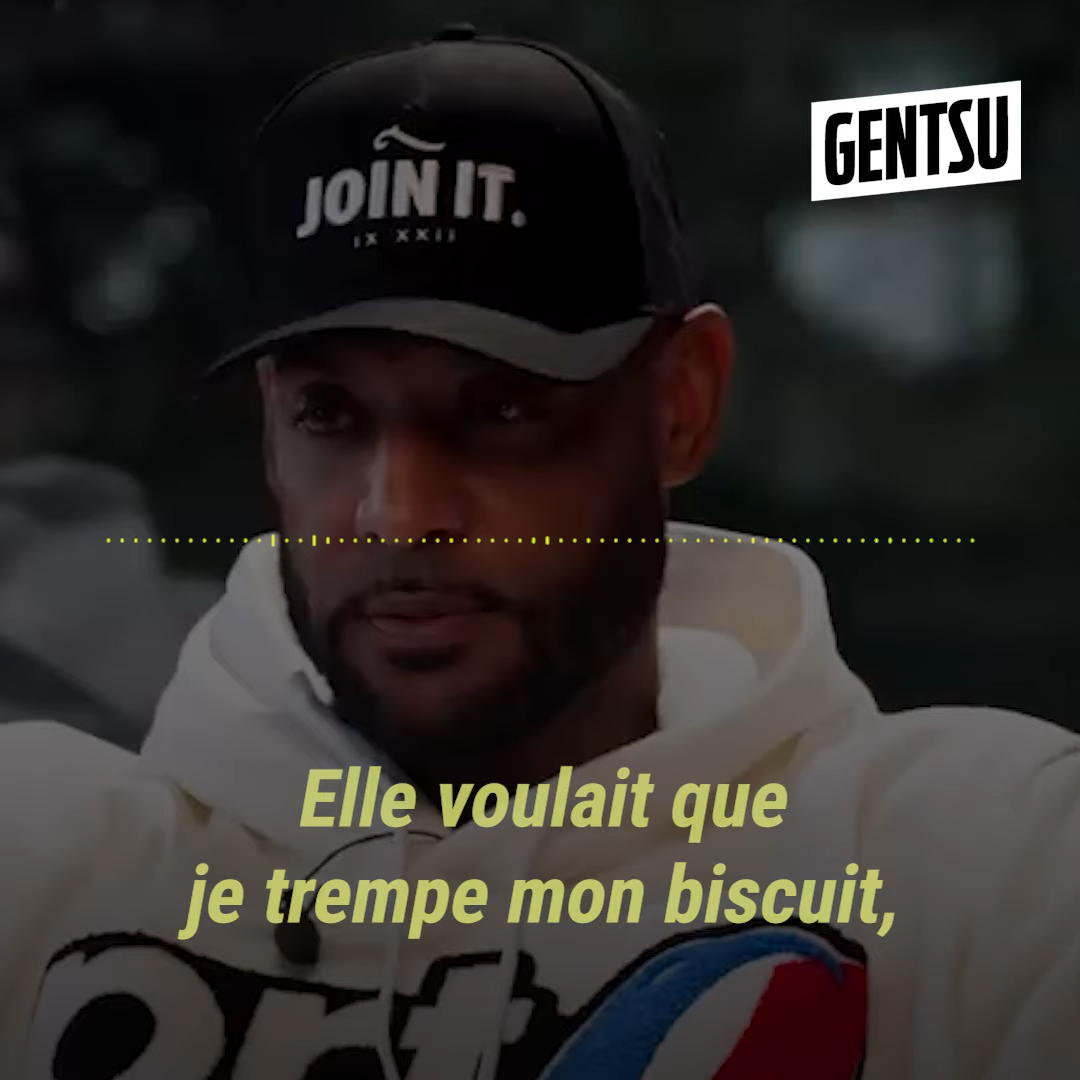 GENTSU
JOIN IT.
IX XXII
Elle voulait que
je trempe mon biscuit,